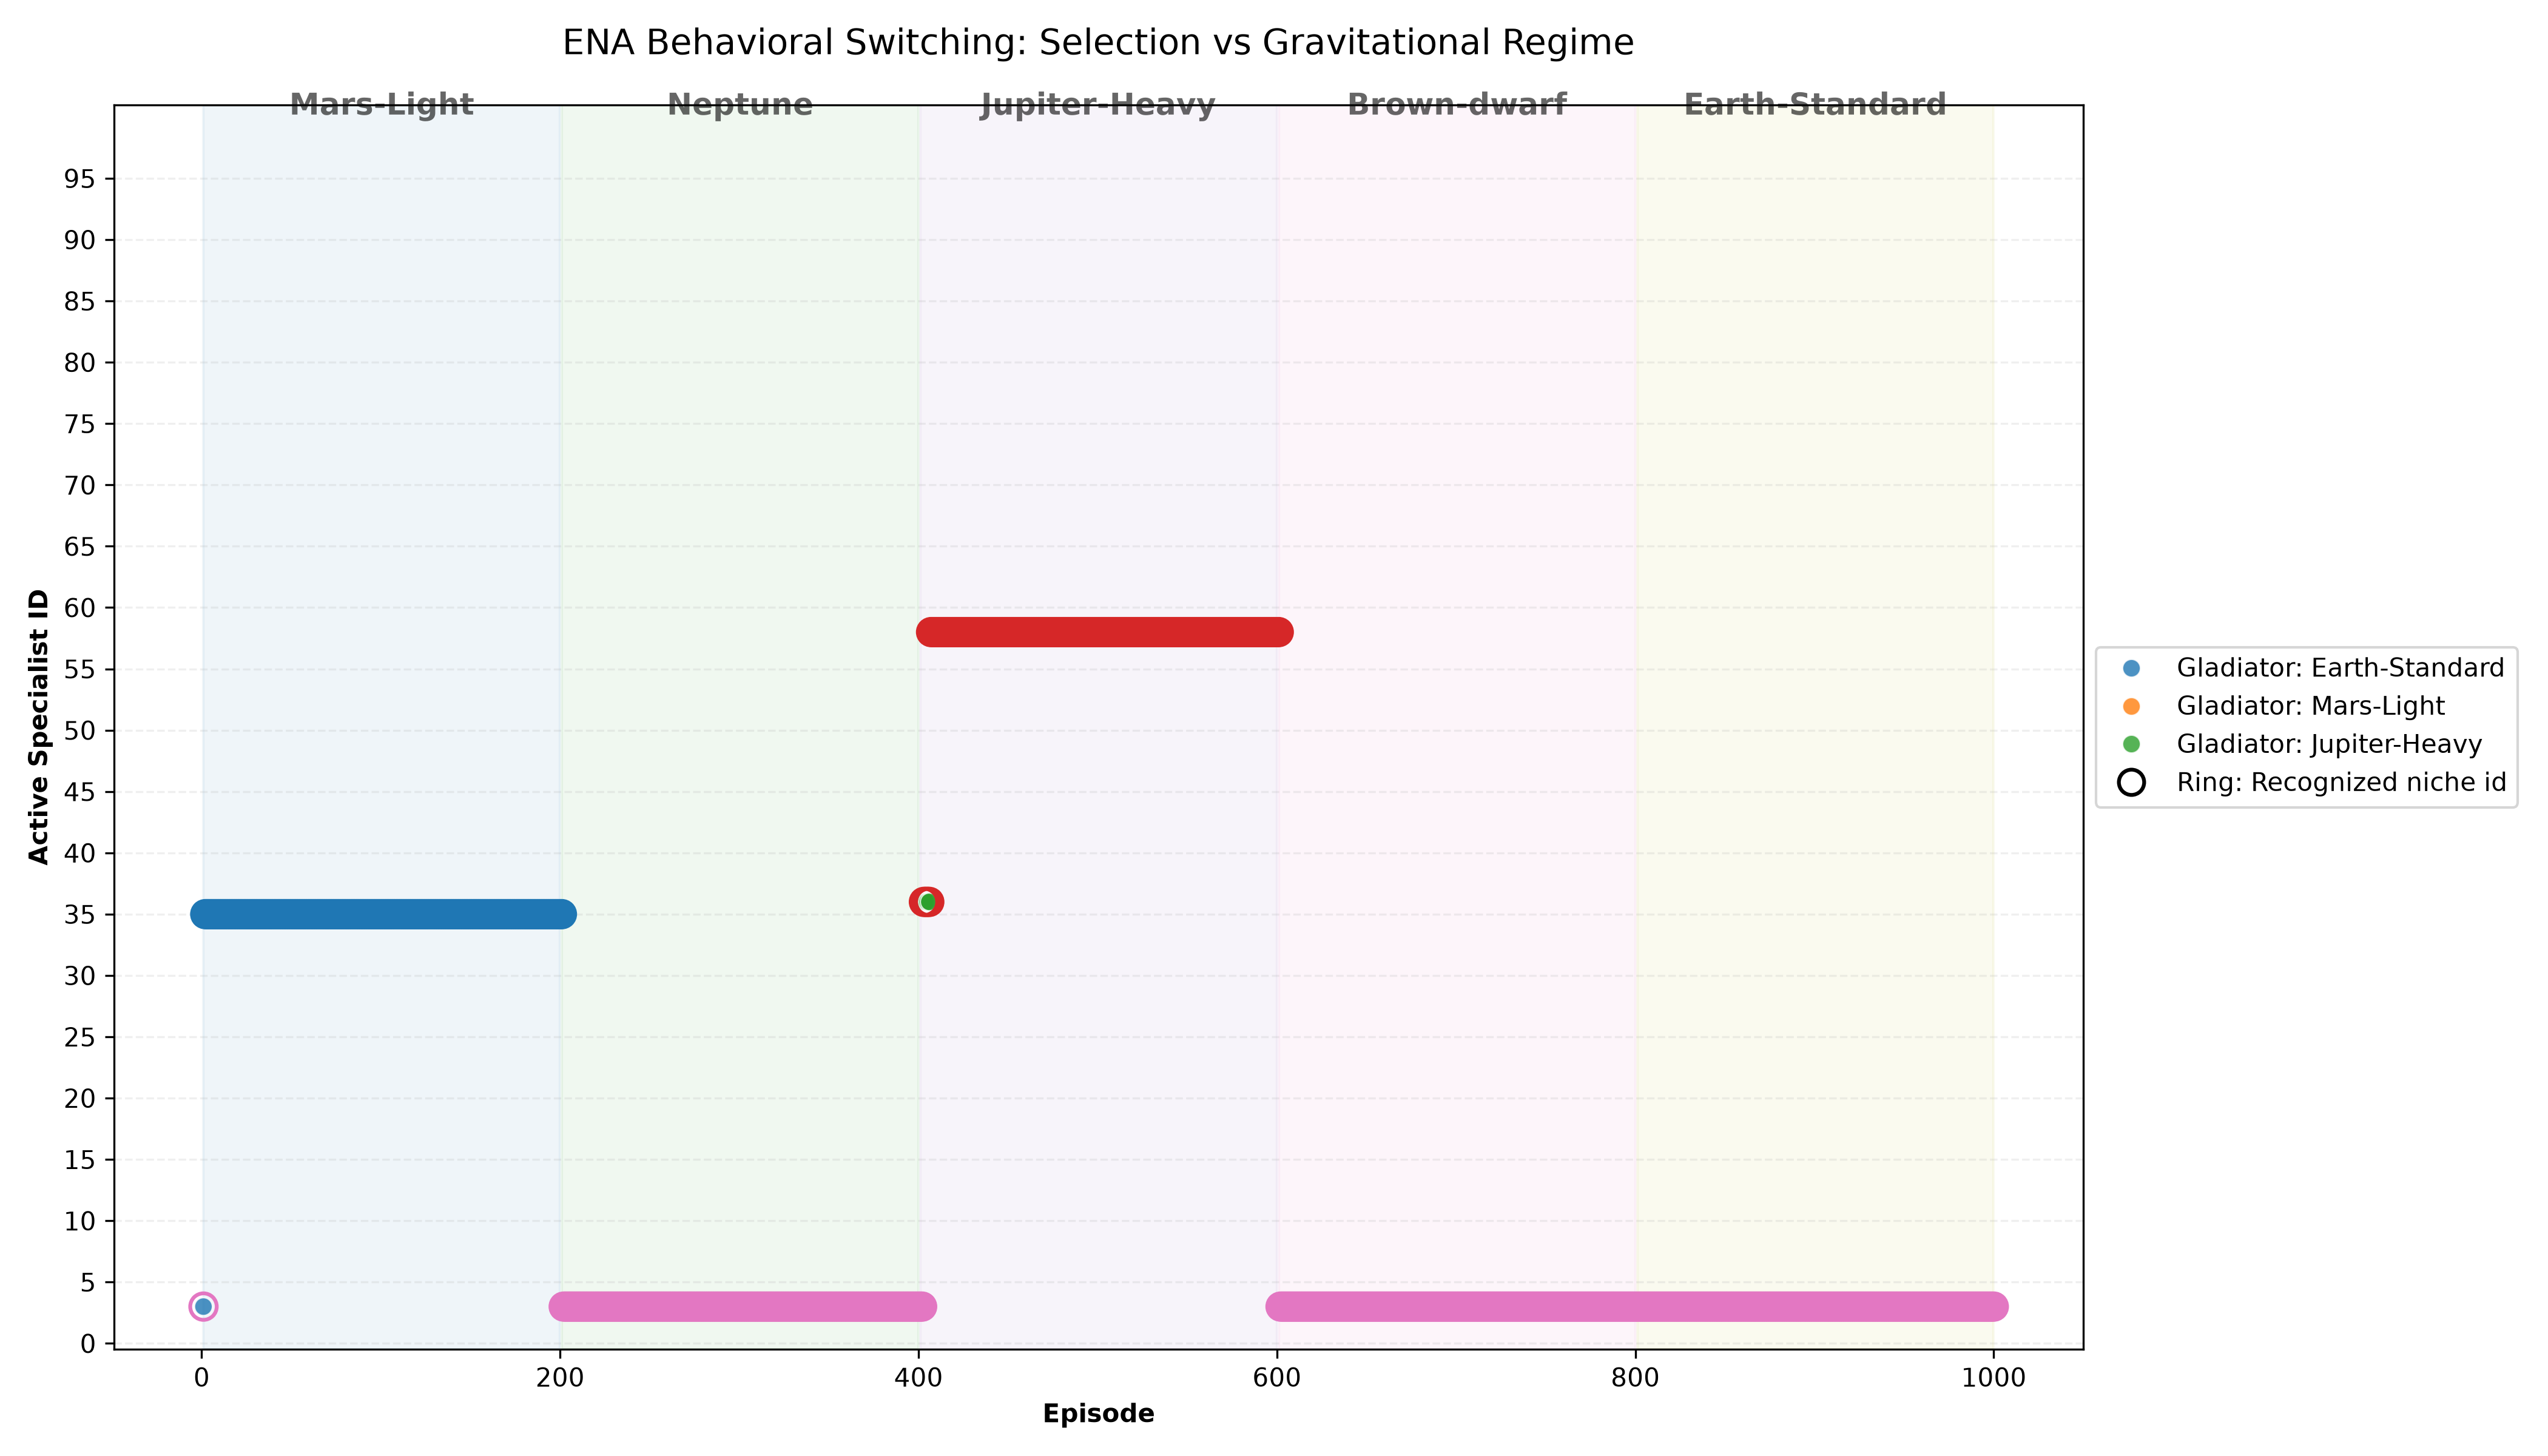 ENA Behavioral Switching: Selection vs Gravitational Regime
Mars-Light Neptune Jupiter-Heavy Brown-dwarf Earth-Standard
95
90
85
80
75
70
65
60
55
50
45
40
35
30
25
20
15
10
5
0
Active Specialist ID
0 200 400 600 800 1000
Episode
Gladiator: Earth-Standard
Gladiator: Mars-Light
Gladiator: Jupiter-Heavy
Ring: Recognized niche id